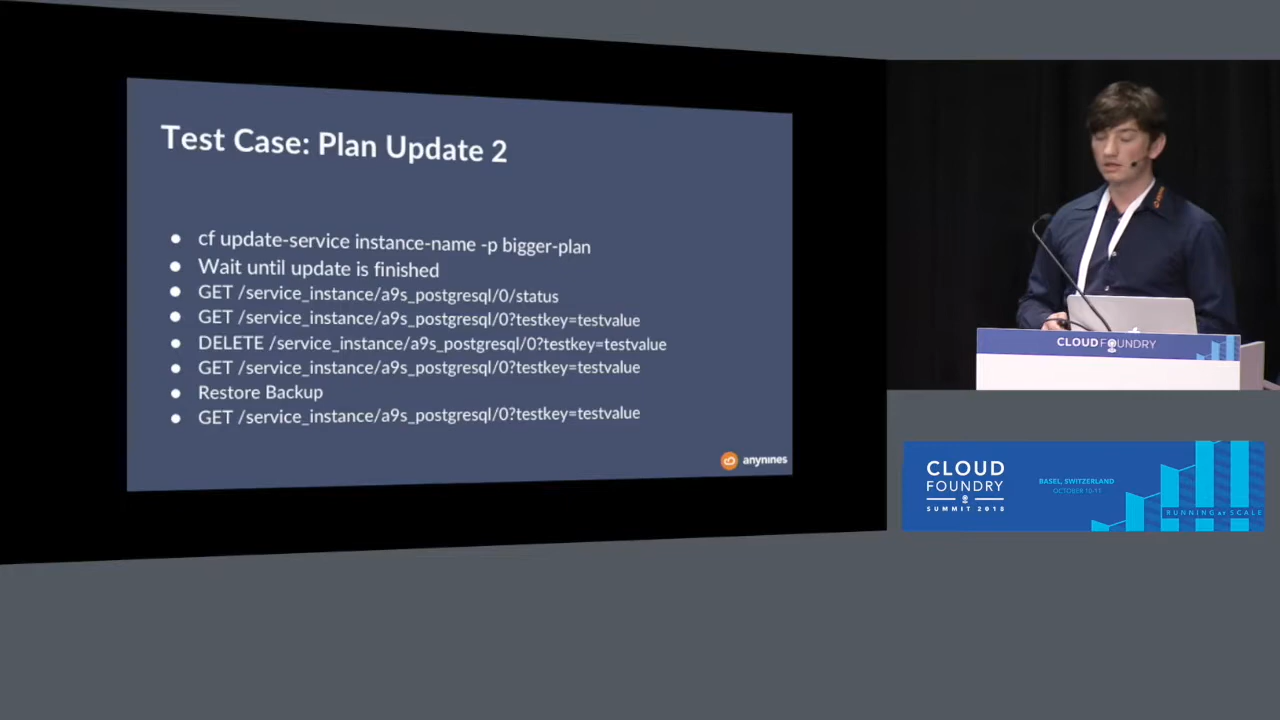 Test Case: Plan Update 2
● cf update-service instance-name -p bigger-plan
● Wait until update is finished
● GET /service_instance/a9s_postgresql/0/status
● GET /service_instance/a9s_postgresql/0?testkey=testvalue
● DELETE /service_instance/a9s_postgresql/0?testkey=testvalue
● GET /service_instance/a9s_postgresql/0?testkey=testvalue
● Restore Backup
● GET /service_instance/a9s_postgresql/0?testkey=testvalue
anynines
CLOUD FOUNDRY
CLOUD
FOUNDRY
SUMMIT 2018
BASEL, SWITZERLAND
OCTOBER 10-11
RUNNING AT SCALE